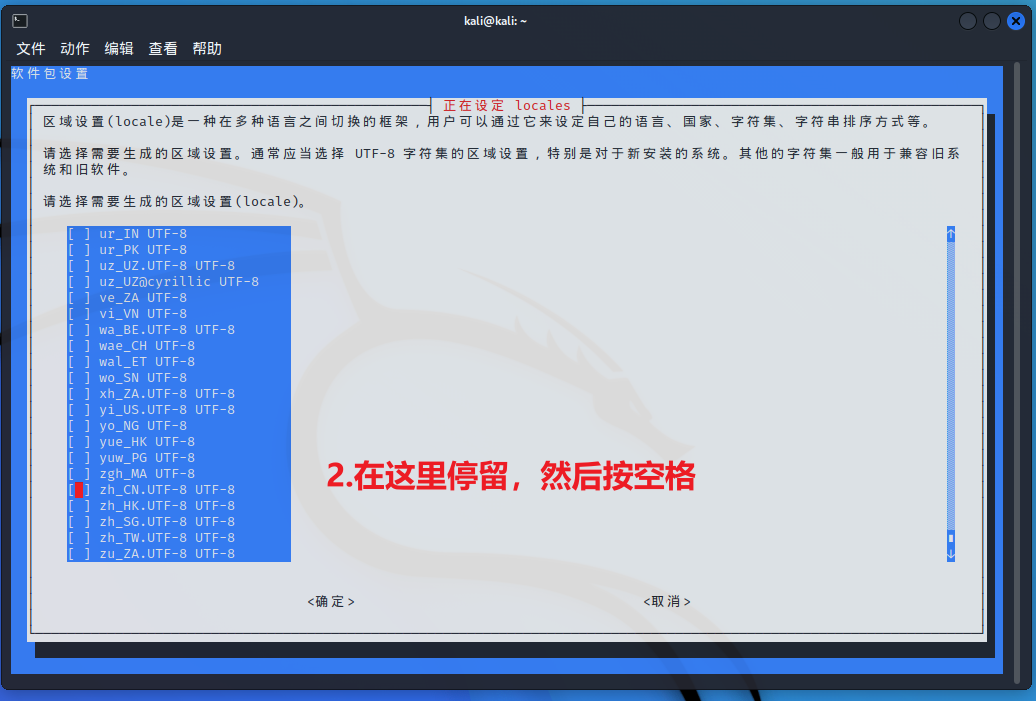 kali@kali: ~
文件 动作 编辑 查看 帮助
软件包设置
正在设定 locales
区域设置(locale)是一种在多种语言之间切换的框架，用户可以通过它来设定自己的语言、国家、字符集、字符串排序方式等。
请选择需要生成的区域设置。通常应当选择 UTF-8 字符集的区域设置，特别是对于新安装的系统。其他的字符集一般用于兼容旧系
统和旧软件。
请选择需要生成的区域设置(locale)。
[ ] ur_IN UTF-8
[ ] ur_PK UTF-8
[ ] uz_UZ.UTF-8 UTF-8
[ ] uz_UZ@cyrillic UTF-8
[ ] ve_ZA UTF-8
[ ] vi_VN UTF-8
[ ] wa_BE.UTF-8 UTF-8
[ ] wae_CH UTF-8
[ ] wal_ET UTF-8
[ ] wo_SN UTF-8
[ ] xh_ZA.UTF-8 UTF-8
[ ] yi_US.UTF-8 UTF-8
[ ] yo_NG UTF-8
[ ] yue_HK UTF-8
[ ] yuw_PG UTF-8
[ ] zgh_MA UTF-8
[ ] zh_CN.UTF-8 UTF-8
[ ] zh_HK.UTF-8 UTF-8
[ ] zh_SG.UTF-8 UTF-8
[ ] zh_TW.UTF-8 UTF-8
[ ] zu_ZA.UTF-8 UTF-8
2.在这里停留，然后按空格
<确定> <取消>